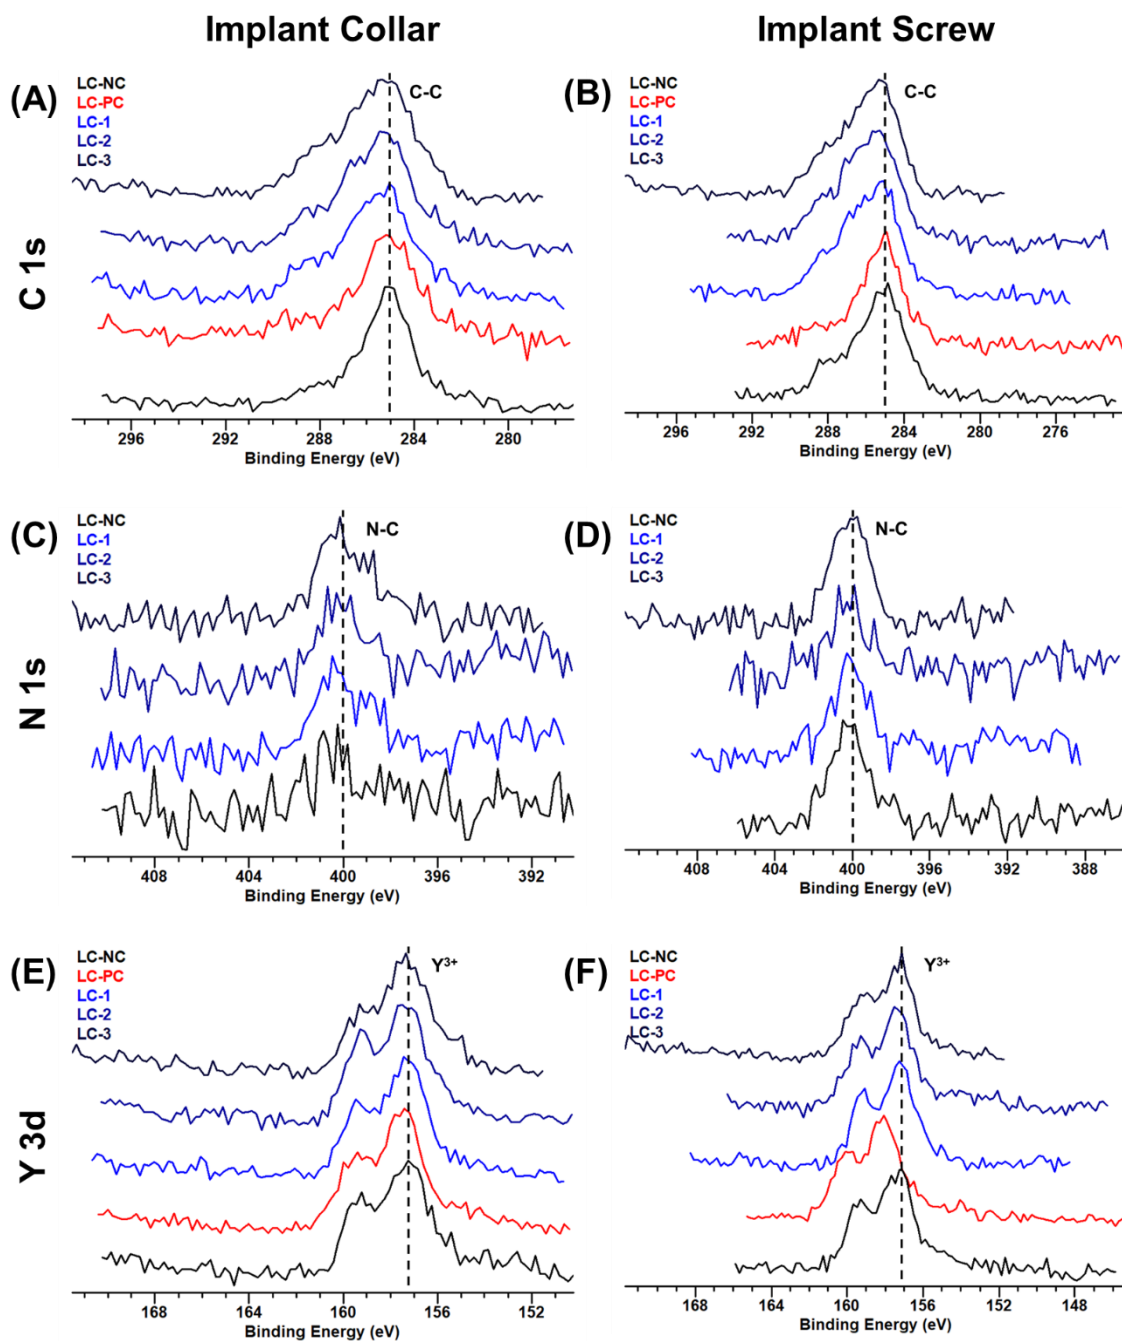 Implant Collar
Implant Screw
(A)
LC-NC
LC-PC
LC-1
LC-2
LC-3
C-C
C 1s
296 292 288 284 280
Binding Energy (eV)
(B)
LC-NC
LC-PC
LC-1
LC-2
LC-3
C-C
296 292 288 284 280 276
Binding Energy (eV)
(C)
LC-NC
LC-1
LC-2
LC-3
N-C
N 1s
408 404 400 396 392
Binding Energy (eV)
(D)
LC-NC
LC-1
LC-2
LC-3
N-C
408 404 400 396 392 388
Binding Energy (eV)
(E)
LC-NC
LC-PC
LC-1
LC-2
LC-3
Y³⁺
Y 3d
168 164 160 156 152
Binding Energy (eV)
(F)
LC-NC
LC-PC
LC-1
LC-2
LC-3
Y³⁺
168 164 160 156 152 148
Binding Energy (eV)